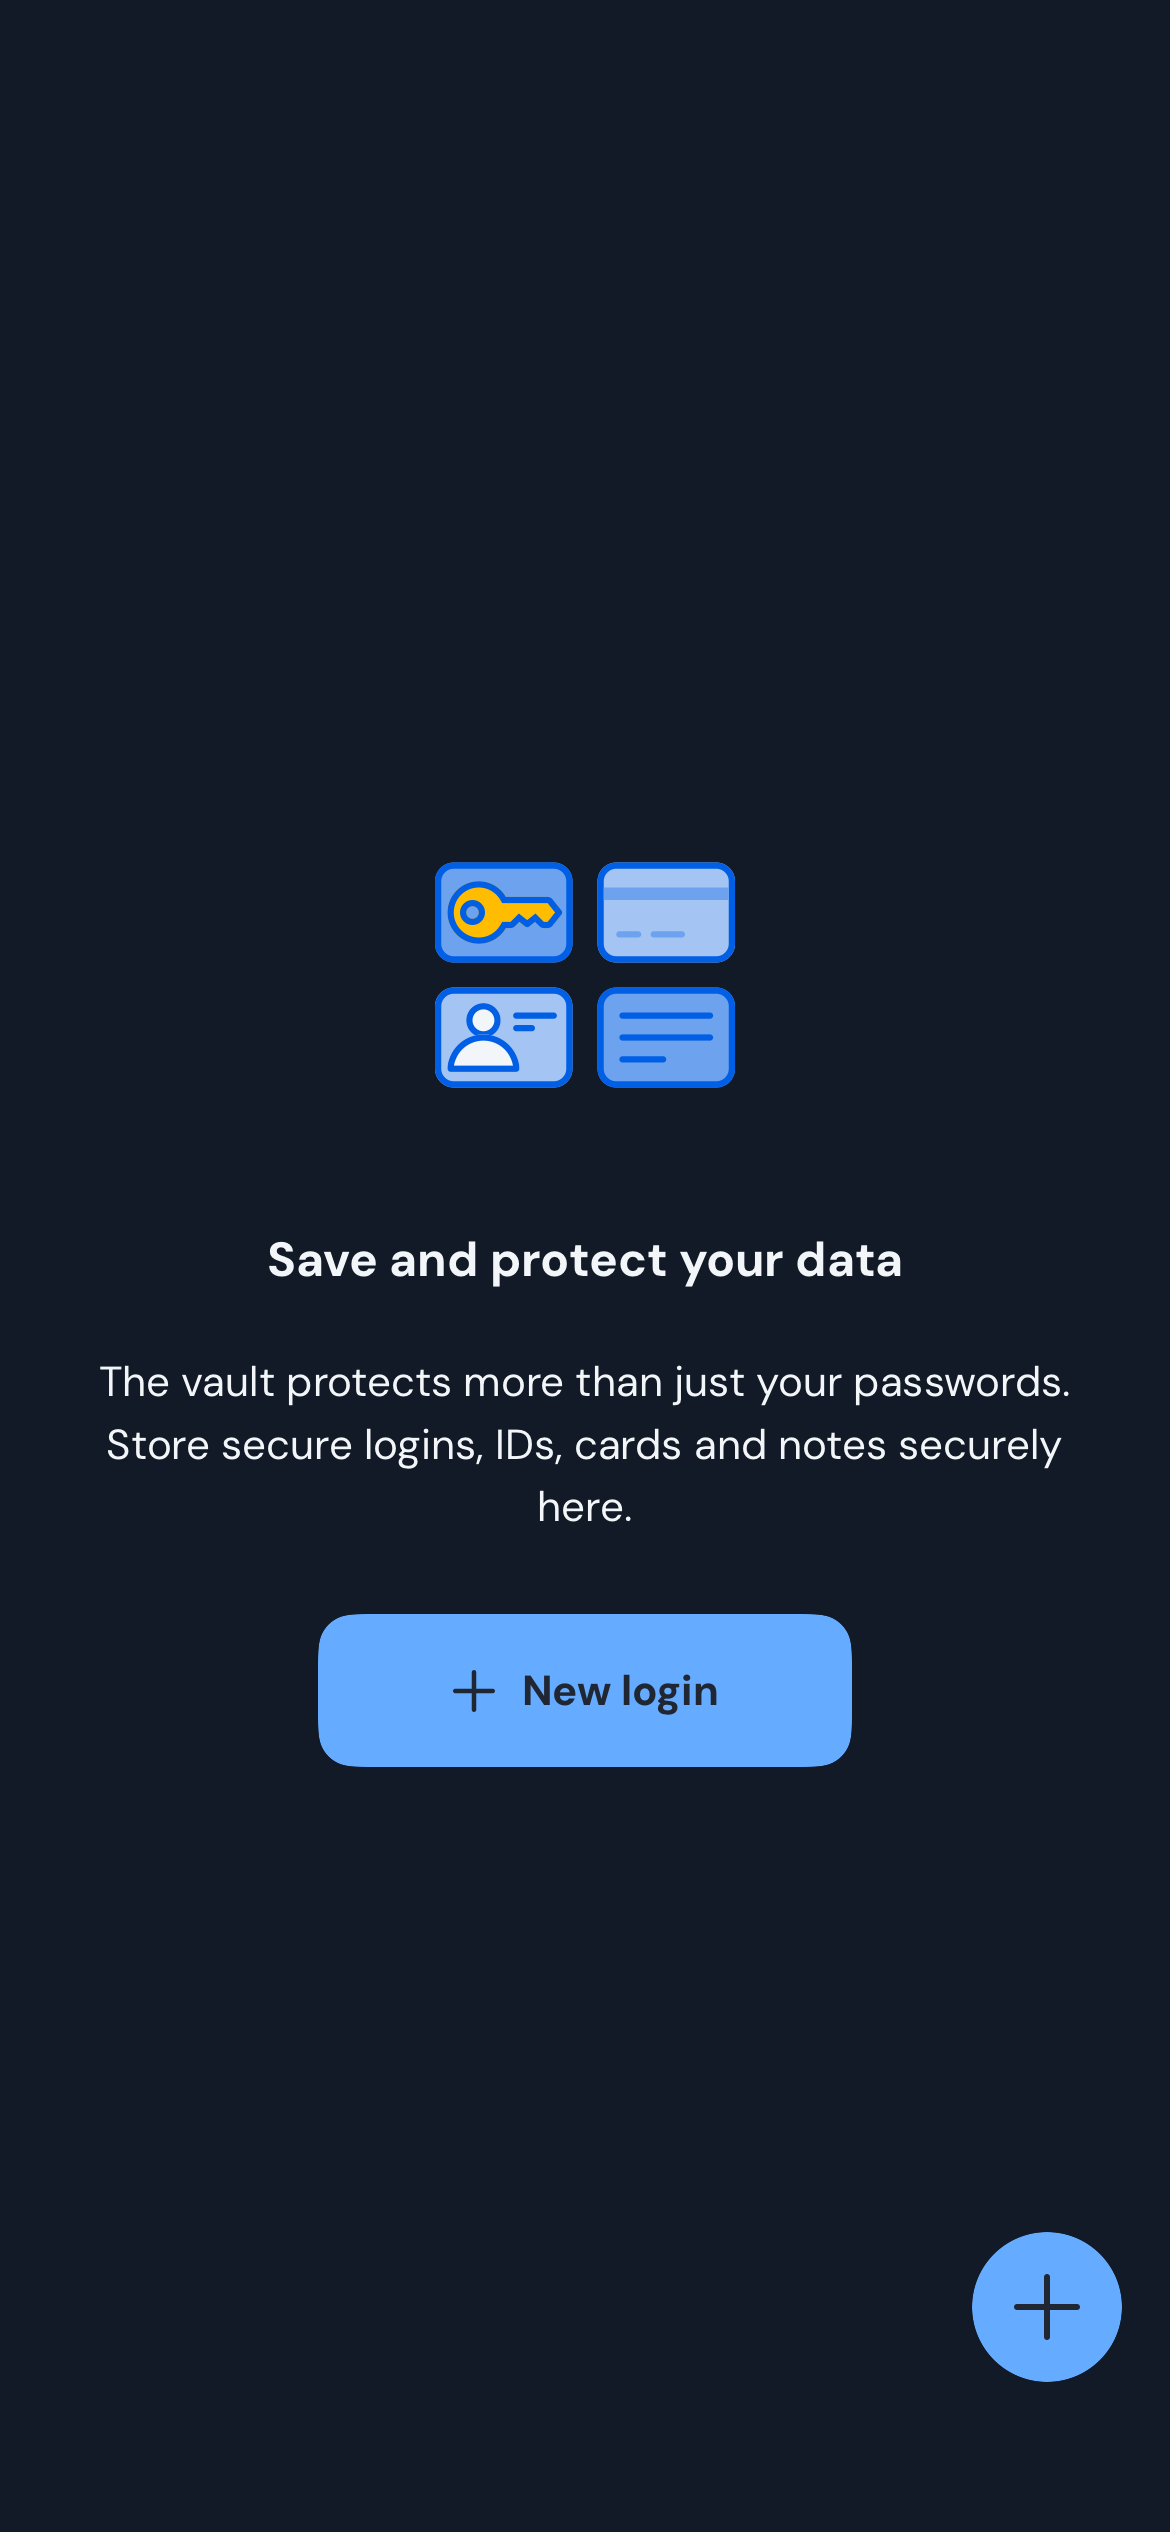 Save and protect your data
The vault protects more than just your passwords.
Store secure logins, IDs, cards and notes securely
here.
New login